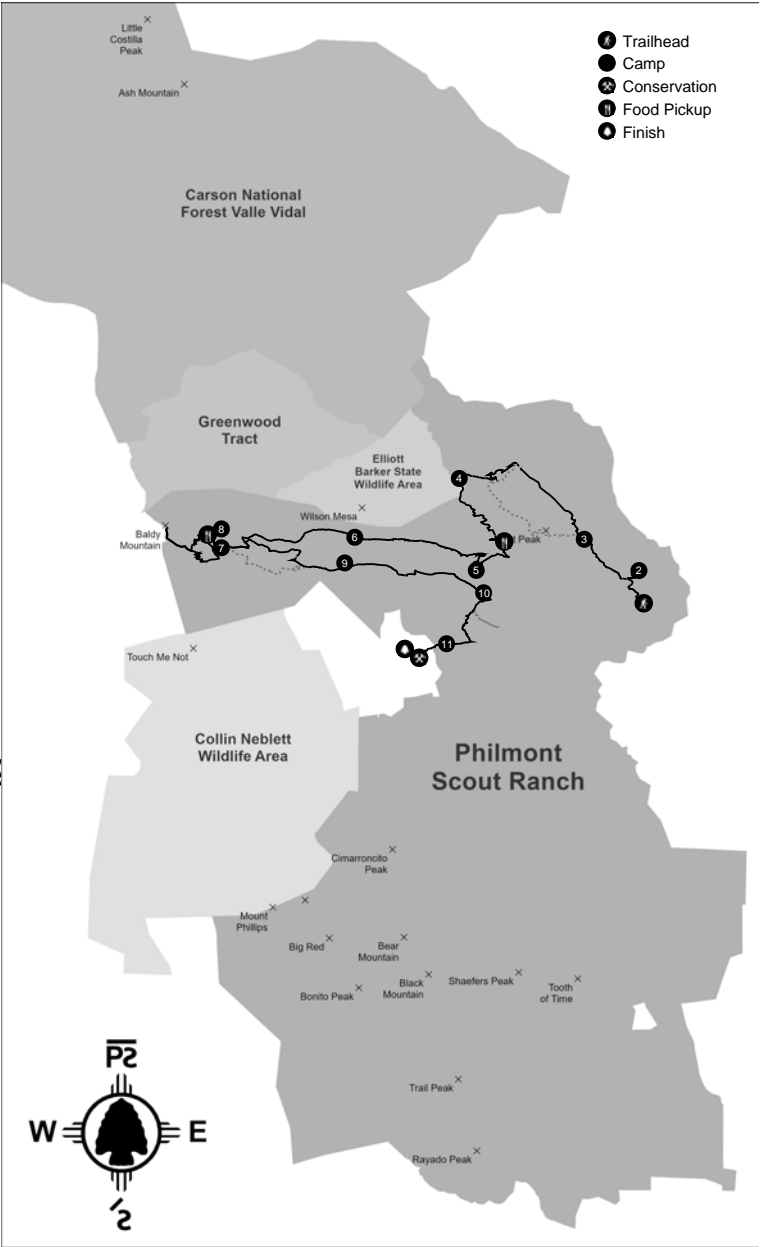 Little
Costilla
Peak
Ash Mountain
Trailhead
Camp
Conservation
Food Pickup
Finish
Carson National
Forest Valle Vidal
Greenwood
Tract
Elliott
Barker State
Wildlife Area
Wilson Mesa
Baldy
Mountain
Peak
2
3
4
5
6
7
8
9
10
11
Touch Me Not
Collin Neblett
Wildlife Area
Philmont
Scout Ranch
Cimarroncito
Peak
Mount
Phillips
Big Red
Bear
Mountain
Bonito Peak
Black
Mountain
Shaefers Peak
Tooth
of Time
Trail Peak
Rayado Peak
W
E